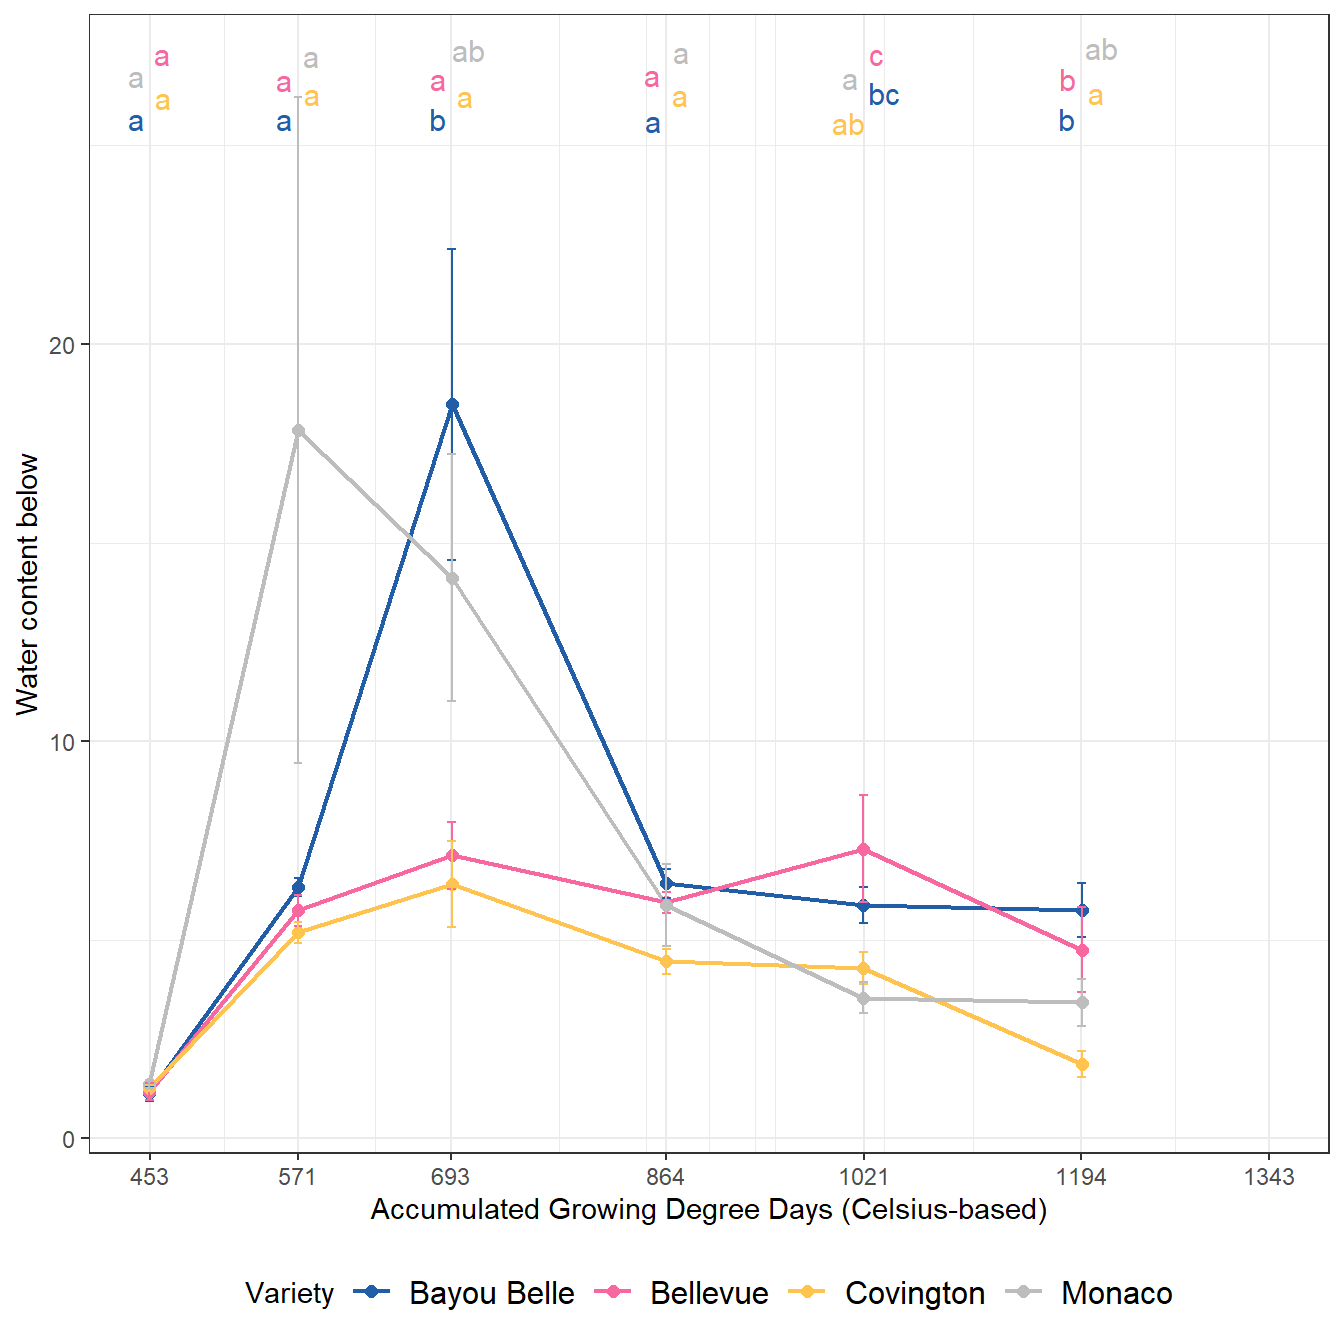 a a a ab a a c ab
a a a a a b
a a a a bc a
a a b a ab b
20
10
0
Water content below
453 571 693 864 1021 1194 1343
Accumulated Growing Degree Days (Celsius-based)
Variety Bayou Belle Bellevue Covington Monaco